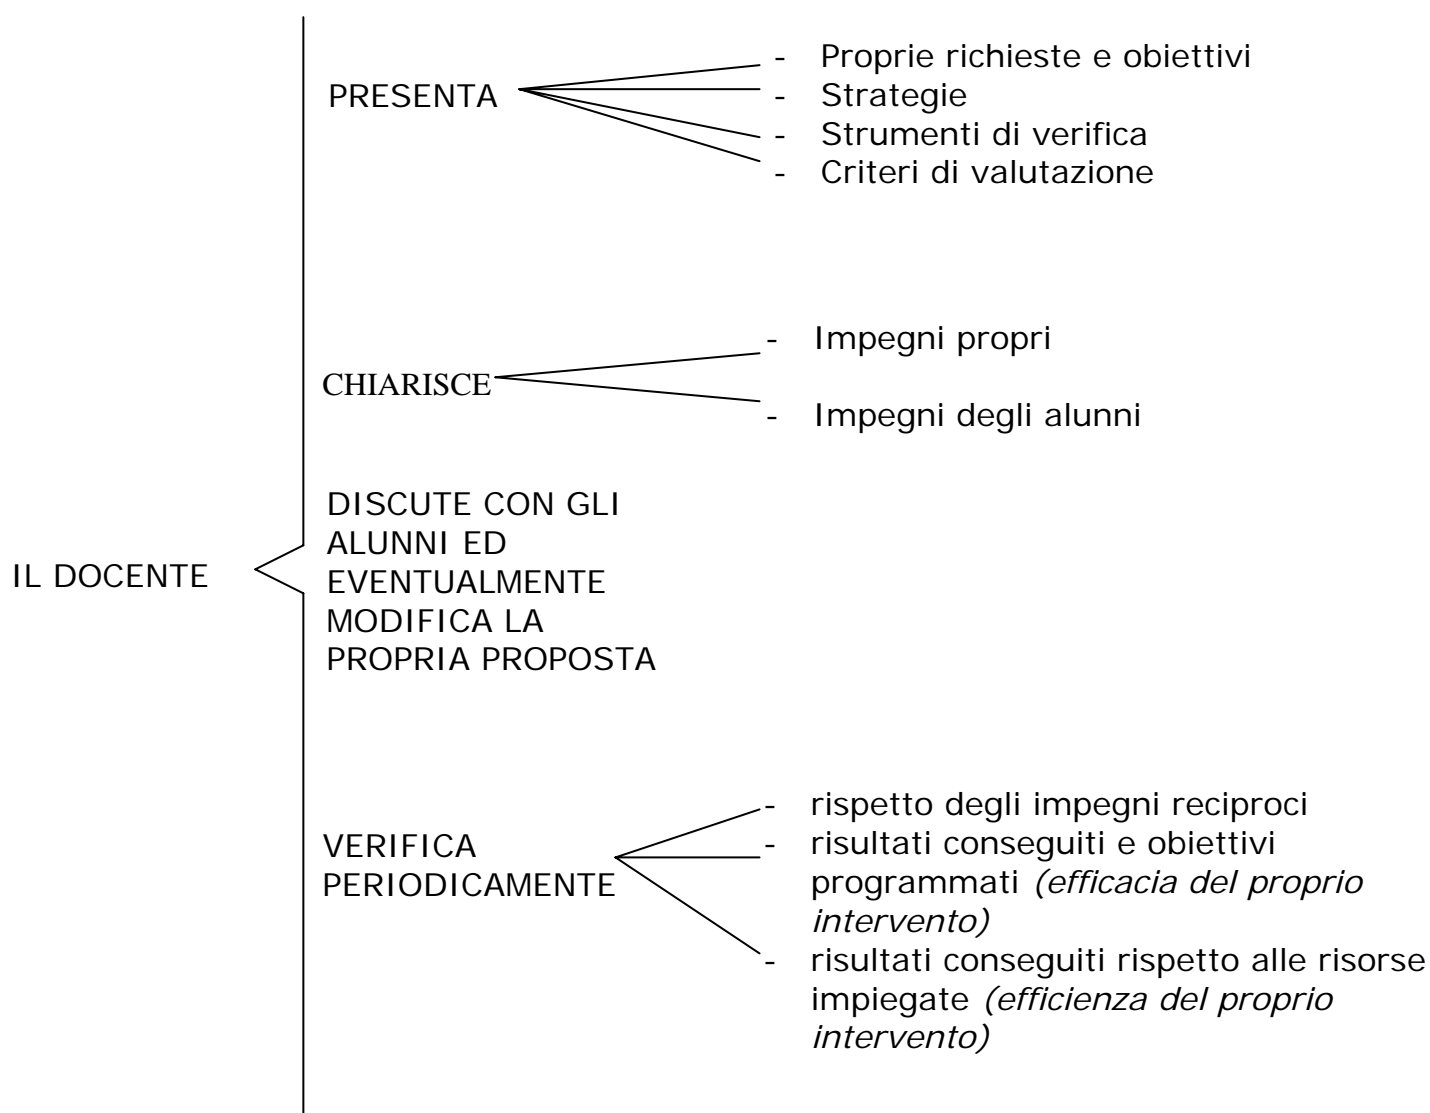 PRESENTA
- Proprie richieste e obiettivi
- Strategie
- Strumenti di verifica
- Criteri di valutazione
CHIARISCE
- Impegni propri
- Impegni degli alunni
IL DOCENTE
DISCUTE CON GLI
ALUNNI ED
EVENTUALMENTE
MODIFICA LA
PROPRIA PROPOSTA
VERIFICA
PERIODICAMENTE
- rispetto degli impegni reciproci
- risultati conseguiti e obiettivi
programmati (efficacia del proprio
intervento)
- risultati conseguiti rispetto alle risorse
impiegate (efficienza del proprio
intervento)